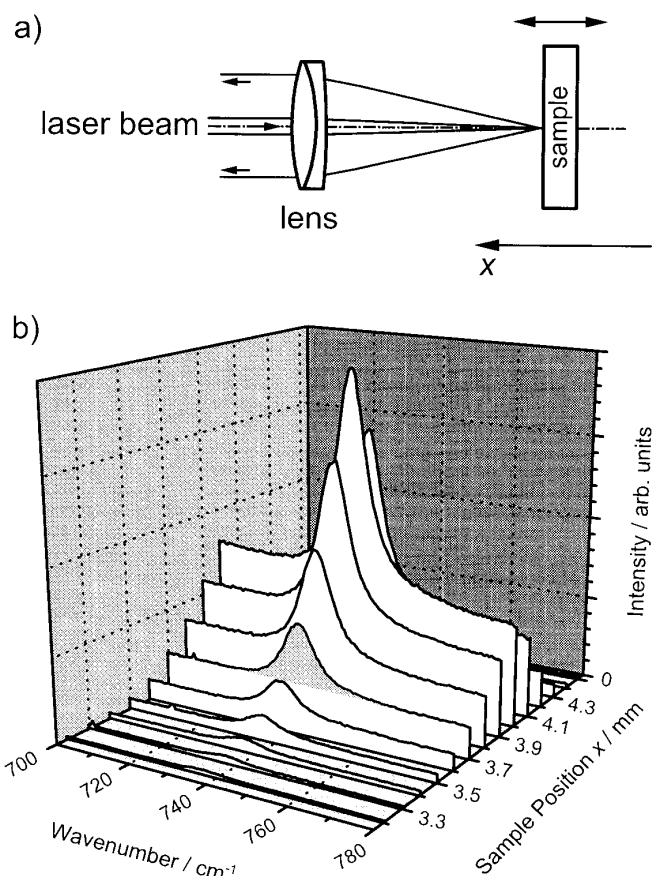 a)
laser beam
lens
sample
x
b)
Intensity / arb. units
0
4.3
4.1
3.9
3.7
3.5
3.3
Sample Position x / mm
700
720
740
760
780
Wavenumber / cm⁻¹